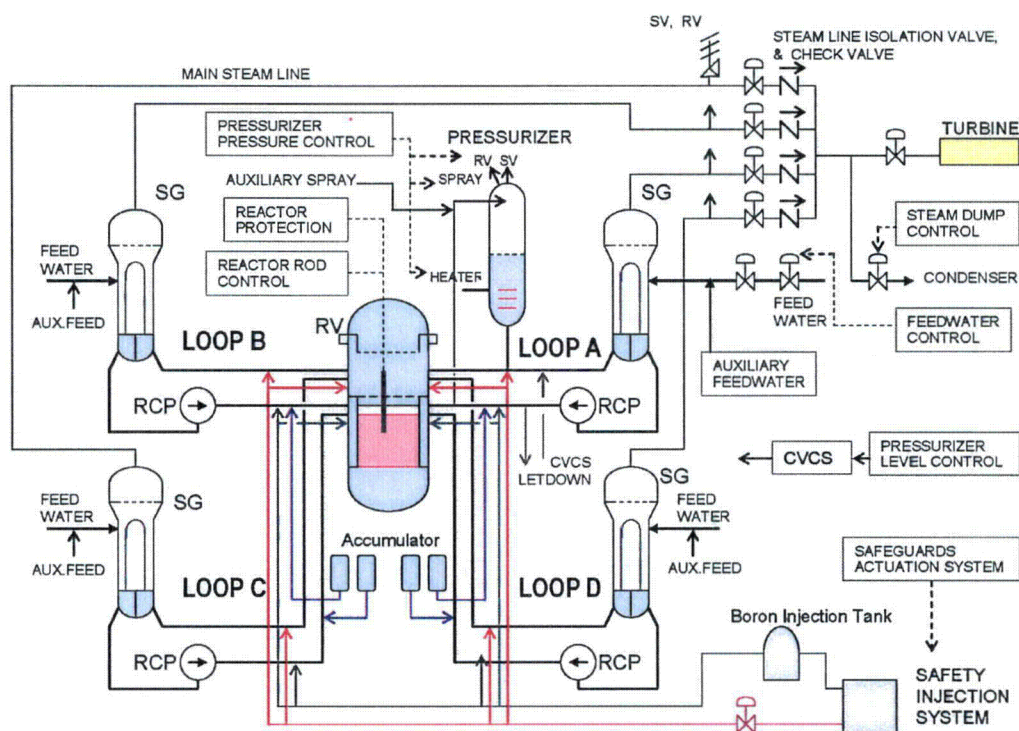 SV, RV
STEAM LINE ISOLATION VALVE,
& CHECK VALVE
MAIN STEAM LINE
PRESSURIZER
PRESSURE CONTROL
PRESSURIZER
RV
SV
TURBINE
AUXILIARY SPRAY
SPRAY
SG
SG
REACTOR
PROTECTION
STEAM DUMP
CONTROL
FEED
WATER
REACTOR ROD
CONTROL
HEATER
CONDENSER
AUX.FEED
FEED
WATER
RV
LOOP B
LOOP A
FEEDWATER
CONTROL
AUXILIARY
FEEDWATER
RCP
RCP
CVCS
LETDOWN
CVCS
PRESSURIZER
LEVEL CONTROL
SG
SG
FEED
WATER
FEED
WATER
Accumulator
AUX.FEED
AUX.FEED
SAFEGUARDS
ACTUATION SYSTEM
LOOP C
LOOP D
Boron Injection Tank
RCP
RCP
SAFETY
INJECTION
SYSTEM